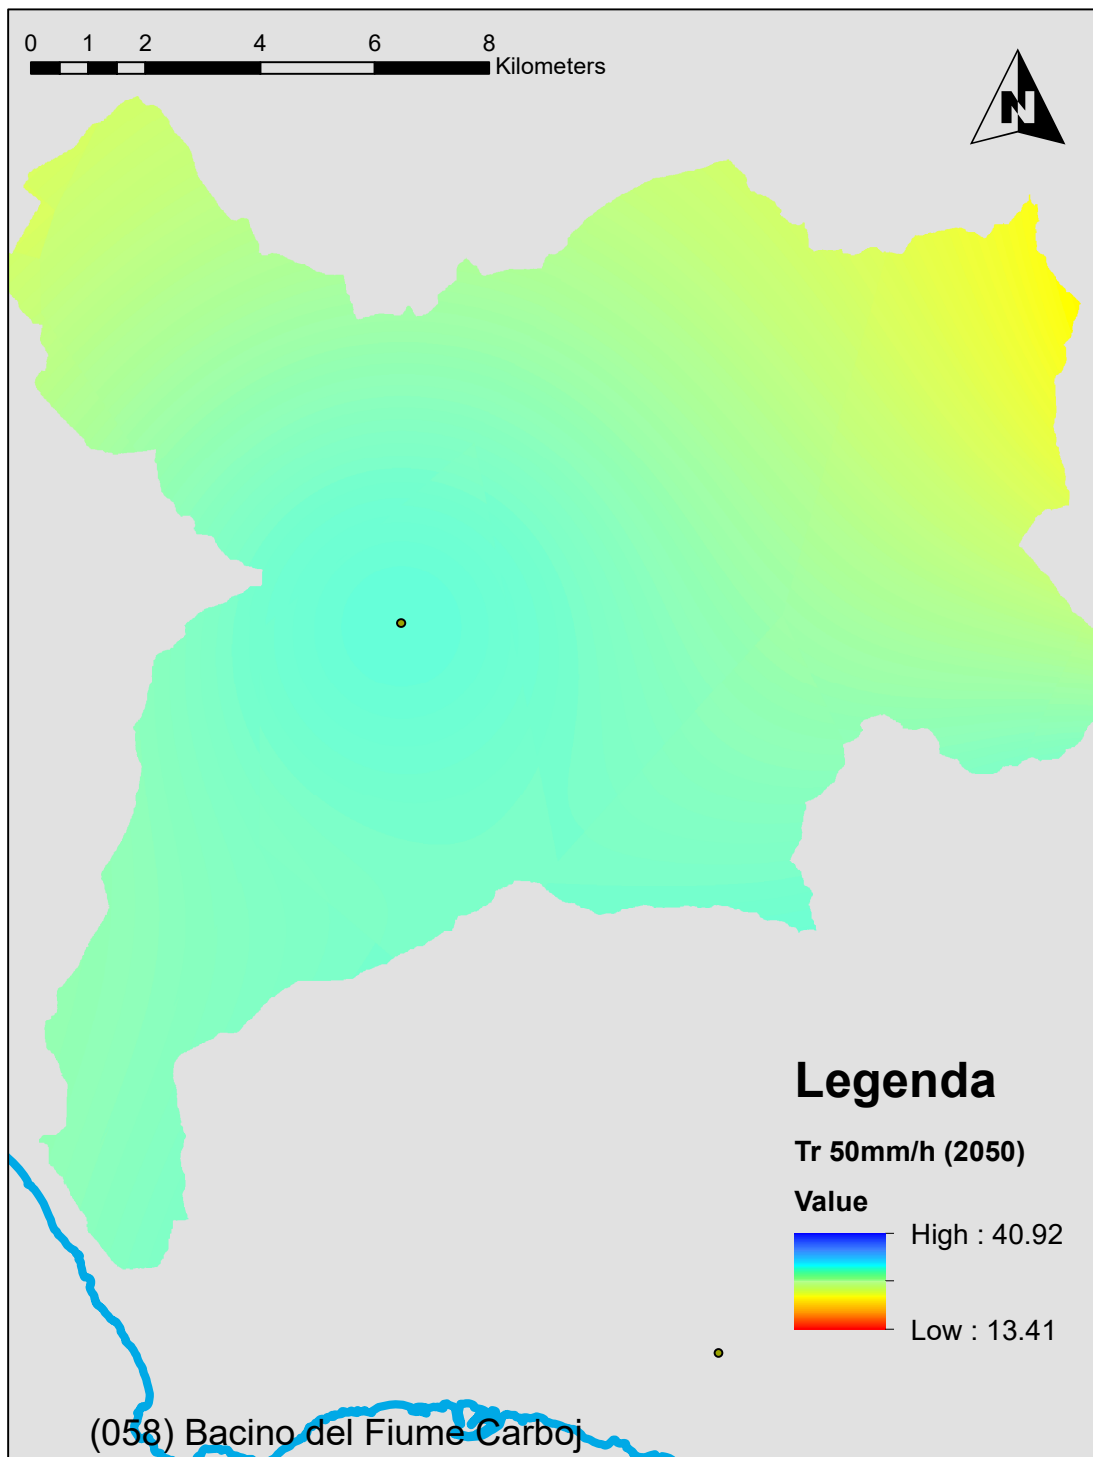 0 1 2 4 6 8
Kilometers
N
Legenda
Tr 50mm/h (2050)
Value
High : 40.92
Low : 13.41
(058) Bacino del Fiume Carboj